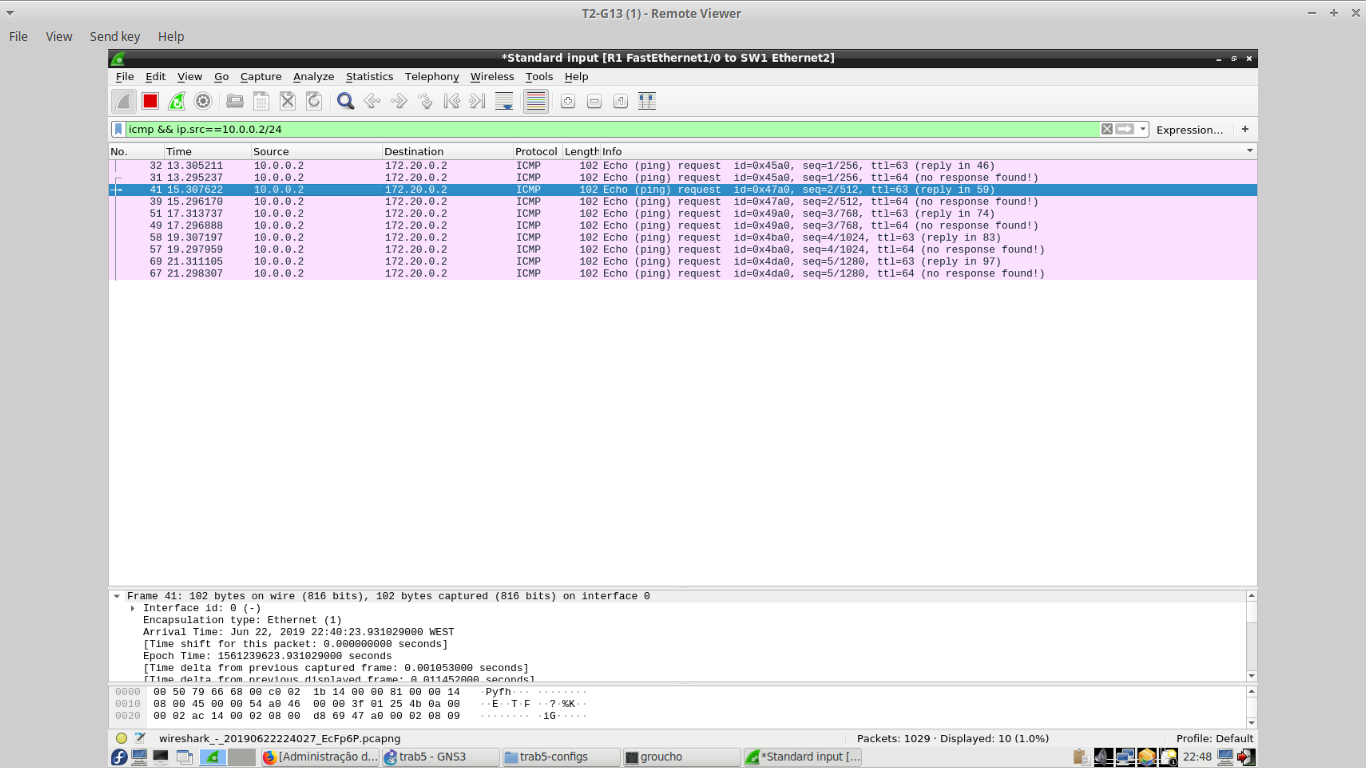 T2-G13 (1) - Remote Viewer
File View Send key Help
*Standard input [R1 FastEthernet1/0 to SW1 Ethernet2]
File Edit View Go Capture Analyze Statistics Telephony Wireless Tools Help
icmp && ip.src==10.0.0.2/24 Expression... +
No. Time Source Destination Protocol Length Info
32 13.305211 10.0.0.2 172.20.0.2 ICMP 102 Echo (ping) request id=0x45a0, seq=1/256, ttl=63 (reply in 46)
31 13.295237 10.0.0.2 172.20.0.2 ICMP 102 Echo (ping) request id=0x45a0, seq=1/256, ttl=64 (no response found!)
41 15.307622 10.0.0.2 172.20.0.2 ICMP 102 Echo (ping) request id=0x47a0, seq=2/512, ttl=63 (reply in 59)
39 15.296170 10.0.0.2 172.20.0.2 ICMP 102 Echo (ping) request id=0x47a0, seq=2/512, ttl=64 (no response found!)
51 17.313737 10.0.0.2 172.20.0.2 ICMP 102 Echo (ping) request id=0x49a0, seq=3/768, ttl=63 (reply in 74)
49 17.296888 10.0.0.2 172.20.0.2 ICMP 102 Echo (ping) request id=0x49a0, seq=3/768, ttl=64 (no response found!)
58 19.307197 10.0.0.2 172.20.0.2 ICMP 102 Echo (ping) request id=0x4ba0, seq=4/1024, ttl=63 (reply in 83)
57 19.297959 10.0.0.2 172.20.0.2 ICMP 102 Echo (ping) request id=0x4ba0, seq=4/1024, ttl=64 (no response found!)
69 21.311105 10.0.0.2 172.20.0.2 ICMP 102 Echo (ping) request id=0x4da0, seq=5/1280, ttl=63 (reply in 97)
67 21.298307 10.0.0.2 172.20.0.2 ICMP 102 Echo (ping) request id=0x4da0, seq=5/1280, ttl=64 (no response found!)
Frame 41: 102 bytes on wire (816 bits), 102 bytes captured (816 bits) on interface 0
Interface id: 0 (-)
Encapsulation type: Ethernet (1)
Arrival Time: Jun 22, 2019 22:40:23.931029000 WEST
[Time shift for this packet: 0.000000000 seconds]
Epoch Time: 1561239623.931029000 seconds
[Time delta from previous captured frame: 0.001053000 seconds]
[Time delta from previous displayed frame: 0.011452000 seconds]
0000 00 50 79 66 68 00 c0 02 1b 14 00 00 81 00 00 14 ·Pyfh··· ········
0010 08 00 45 00 00 54 a0 46 00 00 3f 01 25 4b 0a 00 ··E··T·F ··?·%K··
0020 00 02 ac 14 00 02 08 00 d8 69 47 a0 00 02 08 09 ········ ·iG·····
wireshark_-_20190622224027_EcFp6P.pcapng Packets: 1029 · Displayed: 10 (1.0%) Profile: Default
[Administração d... trab5 - GNS3 trab5-configs groucho *Standard input [... 22:48